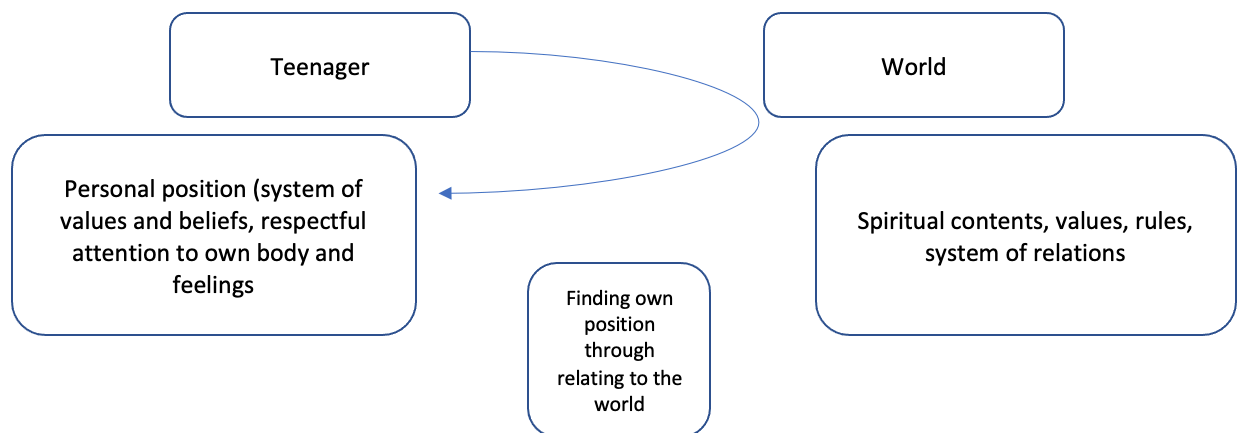 Teenager
World
Personal position (system of
values and beliefs, respectful
attention to own body and
feelings
Spiritual contents, values, rules,
system of relations
Finding own
position
through
relating to the
world